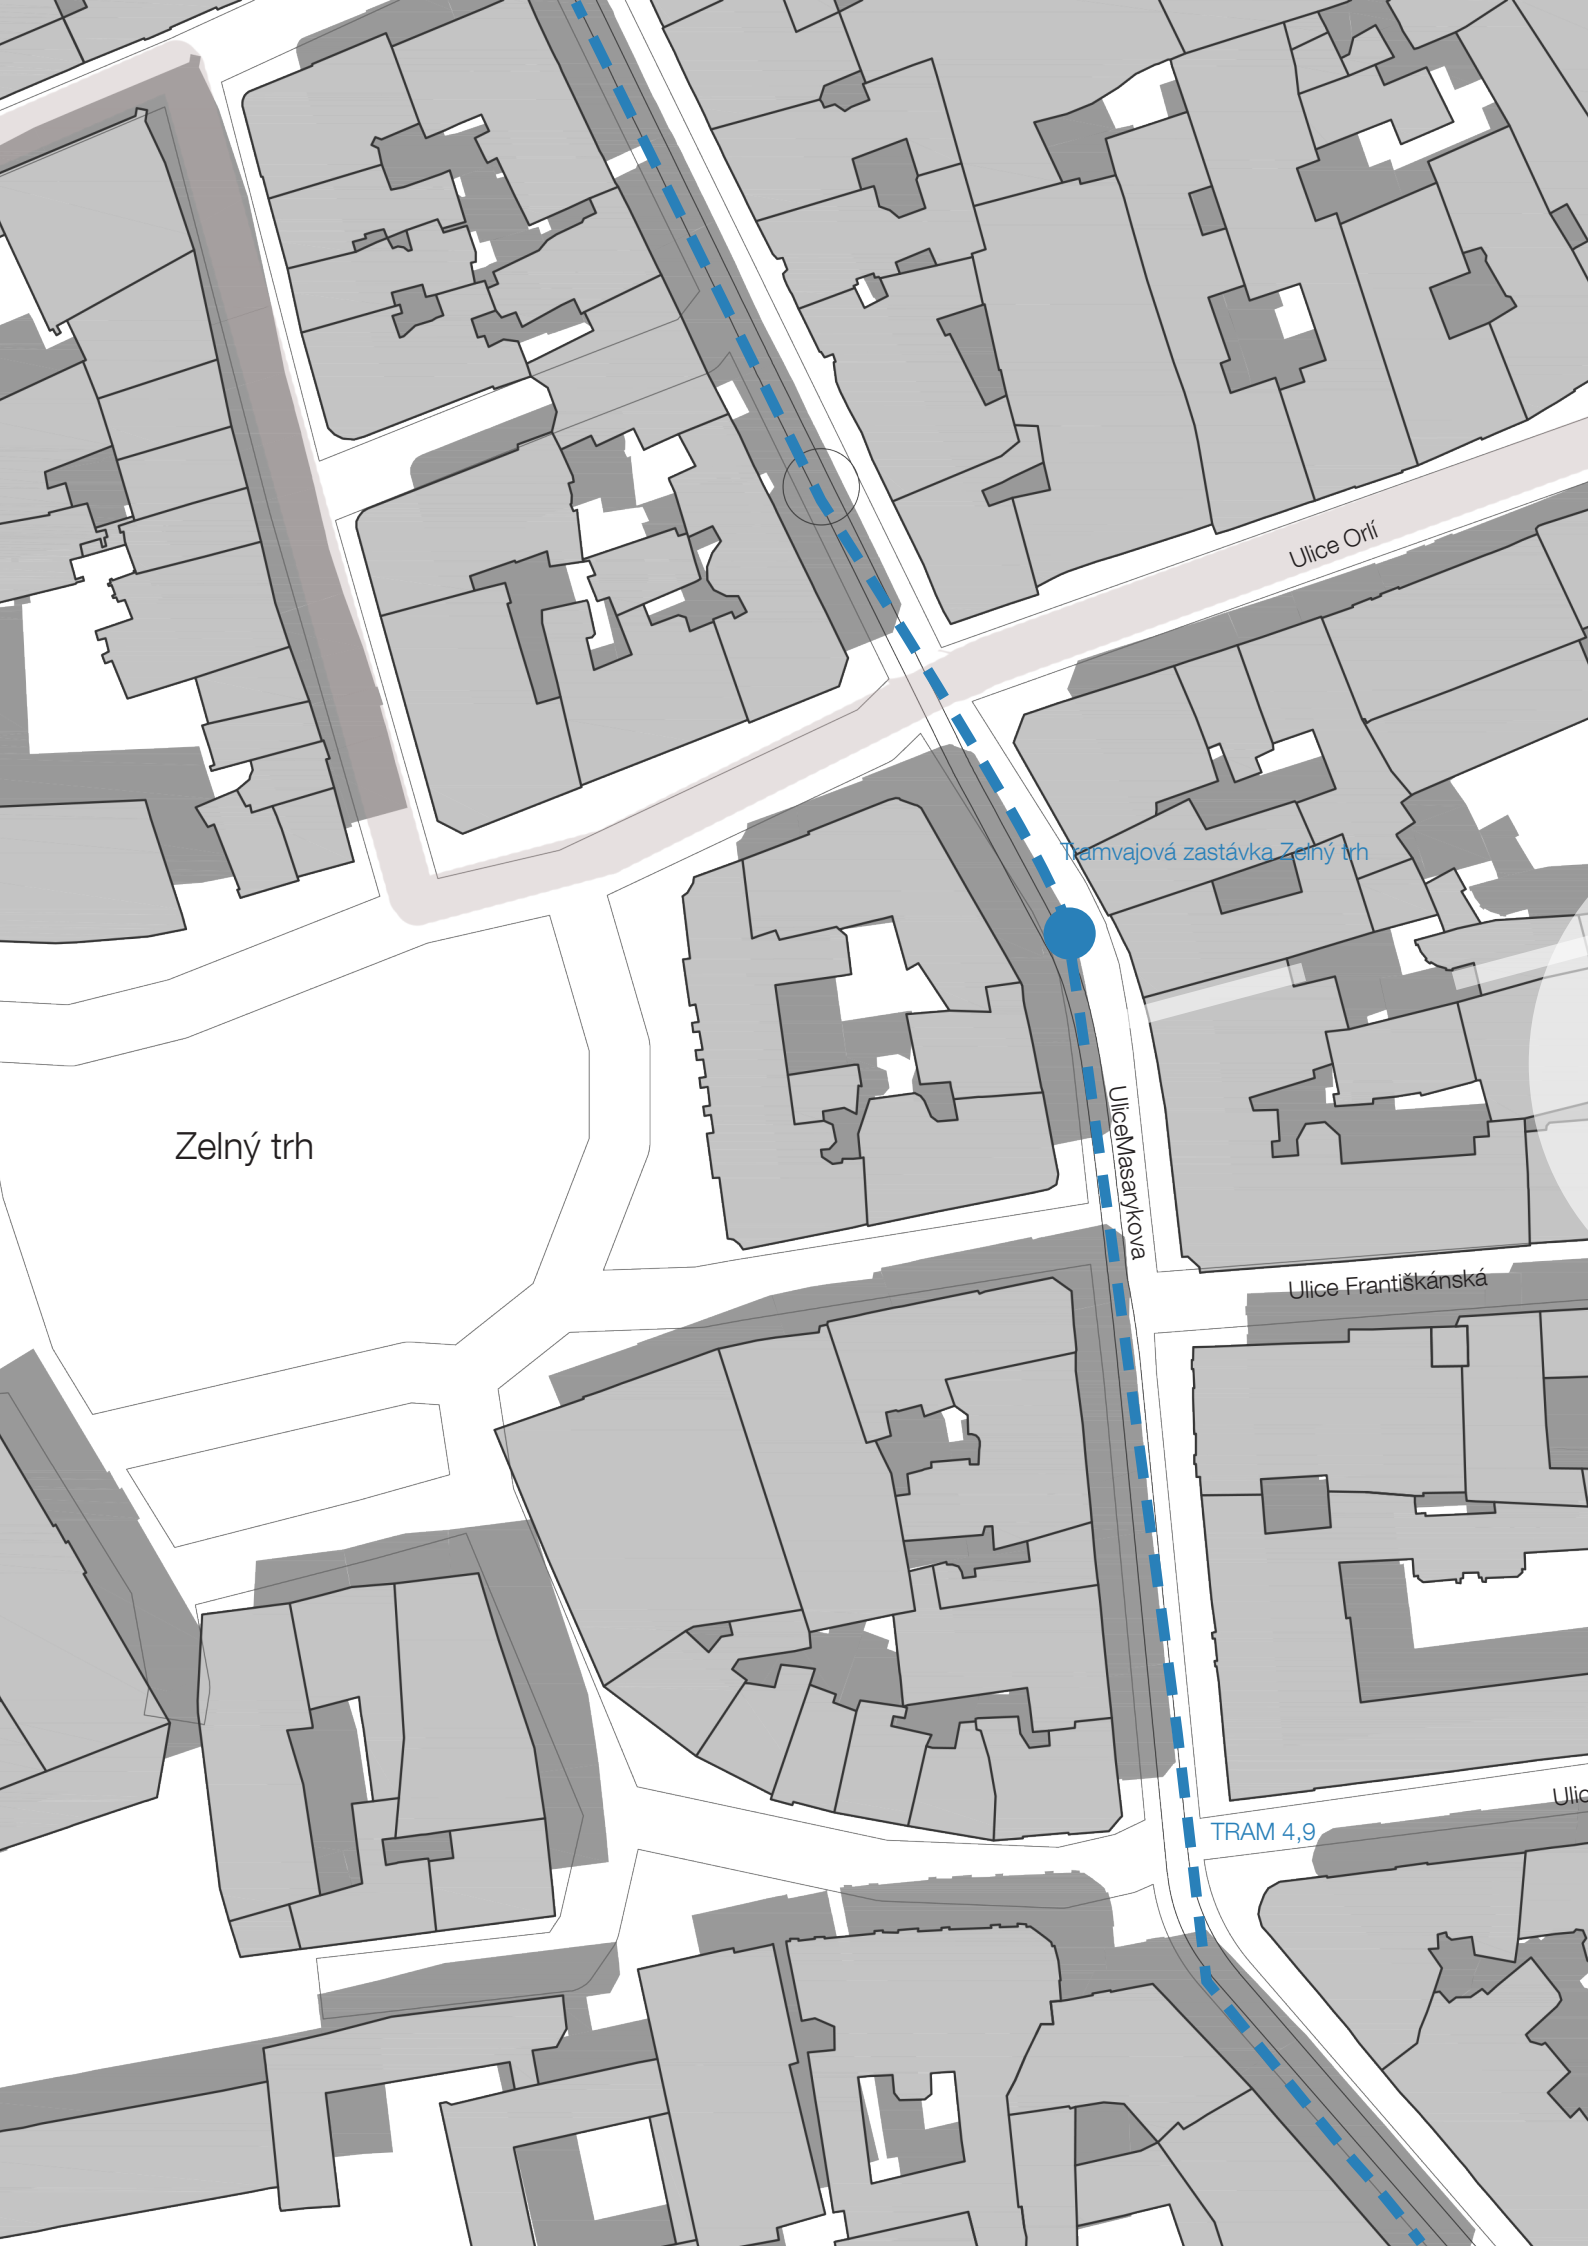 Ulice Orlí
Tramvajová zastávka Zelný trh
UliceMasarykova
Zelný trh
Ulice Františkánská
TRAM 4,9